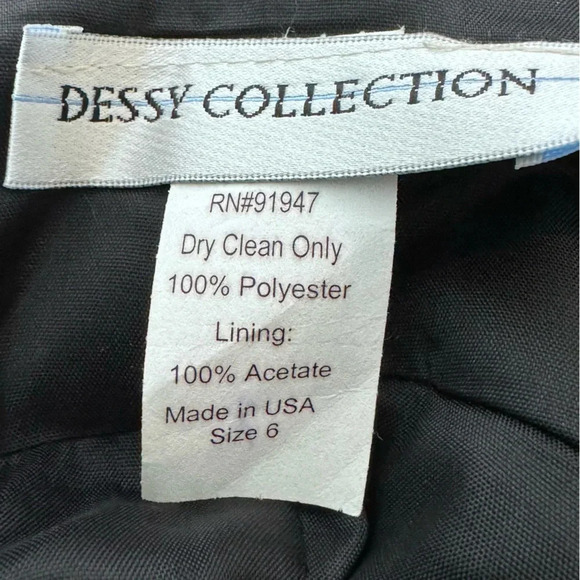 DESSY COLLECTION
RN#91947
Dry Clean Only
100% Polyester
Lining:
100% Acetate
Made in USA
Size 6